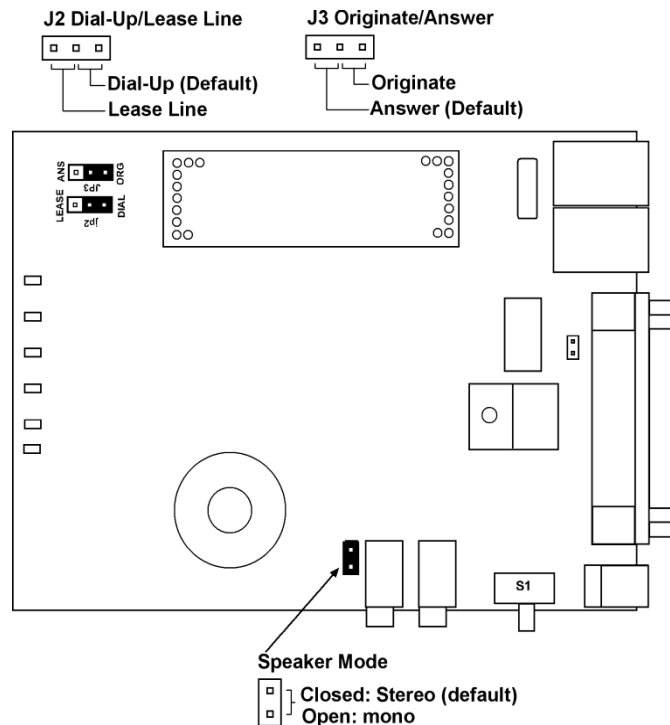 J2 Dial-Up/Lease Line
Dial-Up (Default)
Lease Line
J3 Originate/Answer
Originate
Answer (Default)
ANS
JP3
ORG
LEASE
jp2
DIAL
S1
Speaker Mode
Closed: Stereo (default)
Open: mono